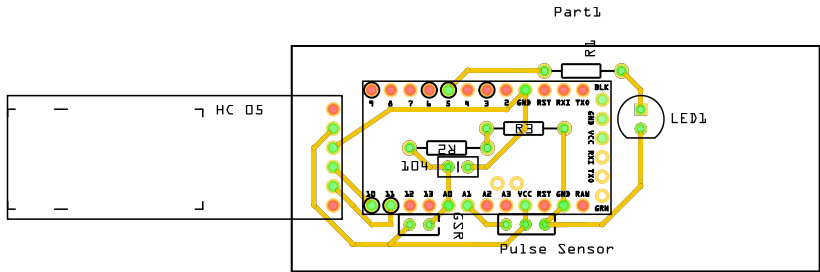 Part1
R1
HC 05
BLK
9 8 7 6 5 4 3 2 GND RST RXI TXO
LED1
GND VCC RXI TXO
R3
R2
104
10 11 12 13 A0 A1 A2 A3 VCC RST GND RAW
GRN
GSR
Pulse Sensor